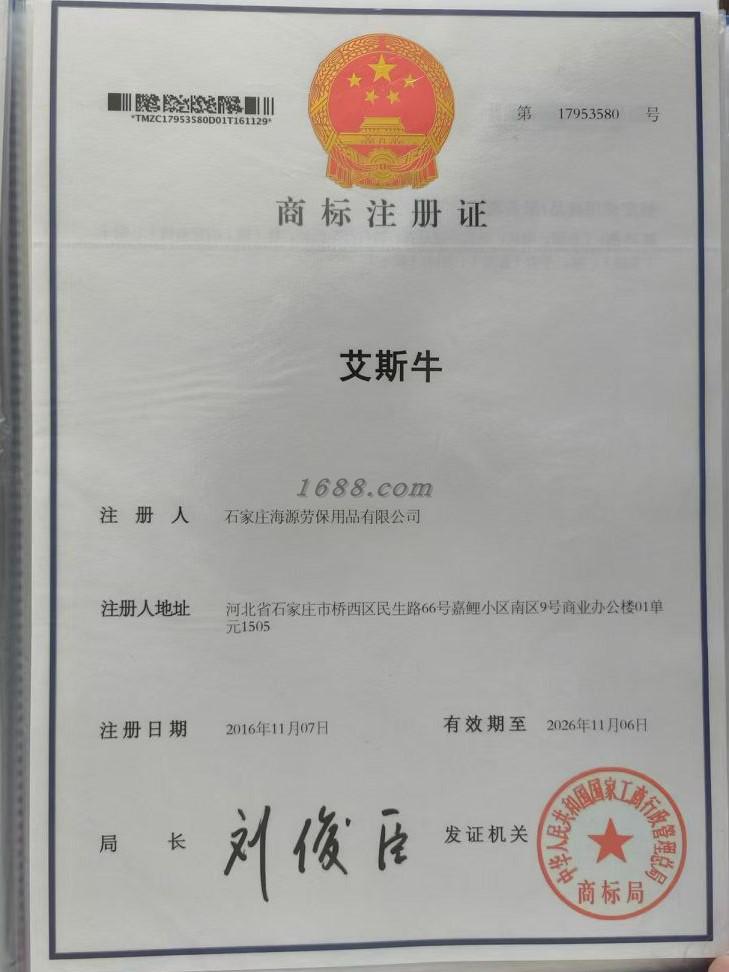 *TMZC17953580D01T161129*
第 17953580 号
商标注册证
艾斯牛
1688.com
注册人 石家庄海源劳保用品有限公司
注册人地址 河北省石家庄市桥西区民生路66号嘉鲤小区南区9号商业办公楼01单
元1505
注册日期 2016年11月07日 有效期至 2026年11月06日
局长 刘俊臣 发证机关
中华人民共和国国家工商行政管理总局
商标局